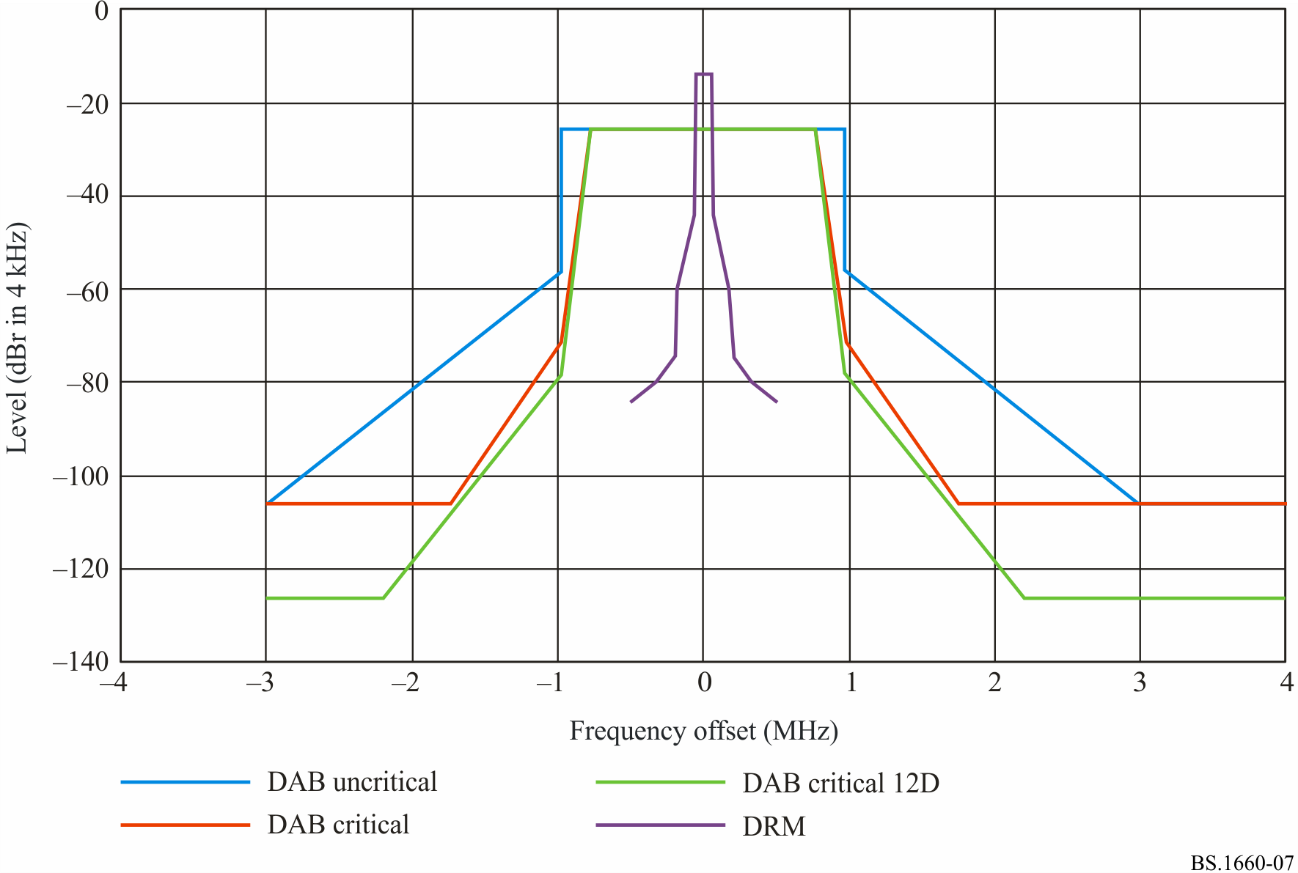 0
–20
–40
–60
–80
–100
–120
–140
Level (dBr in 4 kHz)
–4 –3 –2 –1 0 1 2 3 4
Frequency offset (MHz)
DAB uncritical DAB critical 12D
DAB critical DRM
BS.1660-07